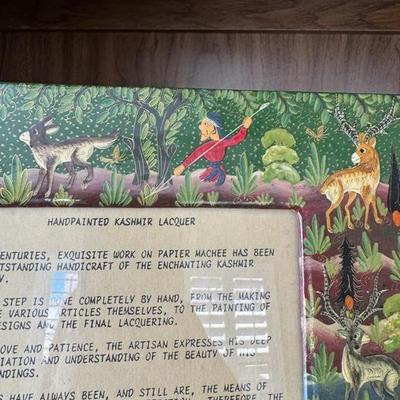 HANDPAINTED KASHMIR LACQUER
ENTURIES, EXQUISITE WORK ON PAPIER MACHEE HAS BEEN
TSTANDING HANDICRAFT OF THE ENCHANTING KASHMIR
Y.
STEP IS DONE COMPLETELY BY HAND, FROM THE MAKING
E VARIOUS ARTICLES THEMSELVES, TO THE PAINTING OF
ESIGNS AND THE FINAL LACQUERING.
OVE AND PATIENCE, THE ARTISAN EXPRESSES HIS DEEP
IATION AND UNDERSTANDING OF THE BEAUTY OF HIS
NDINGS.
S HAVE ALWAYS BEEN, AND STILL ARE, THE MEANS OF
THEREFORE, THE